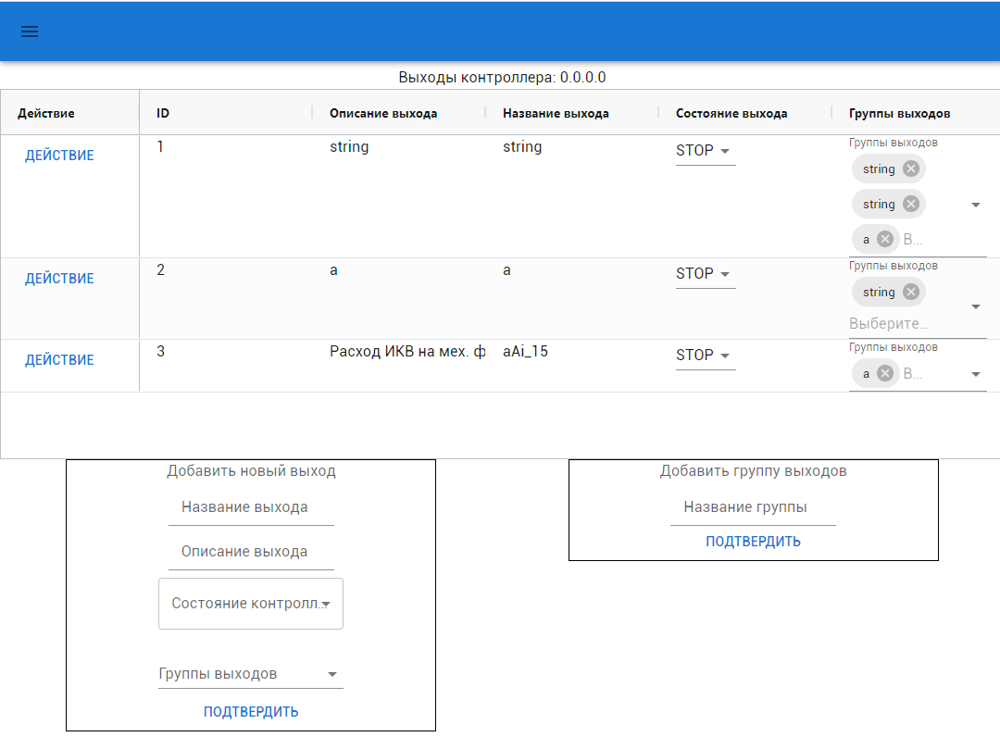 Выходы контроллера: 0.0.0.0
Действие ID Описание выхода Название выхода Состояние выхода Группы выходов
ДЕЙСТВИЕ 1 string string STOP Группы выходов
string
string
a В...
ДЕЙСТВИЕ 2 a a STOP Группы выходов
string
Выберите...
ДЕЙСТВИЕ 3 Расход ИКВ на мех. ф aAi_15 STOP Группы выходов
a В...
Добавить новый выход
Название выхода
Описание выхода
Состояние контролл...
Группы выходов
ПОДТВЕРДИТЬ
Добавить группу выходов
Название группы
ПОДТВЕРДИТЬ